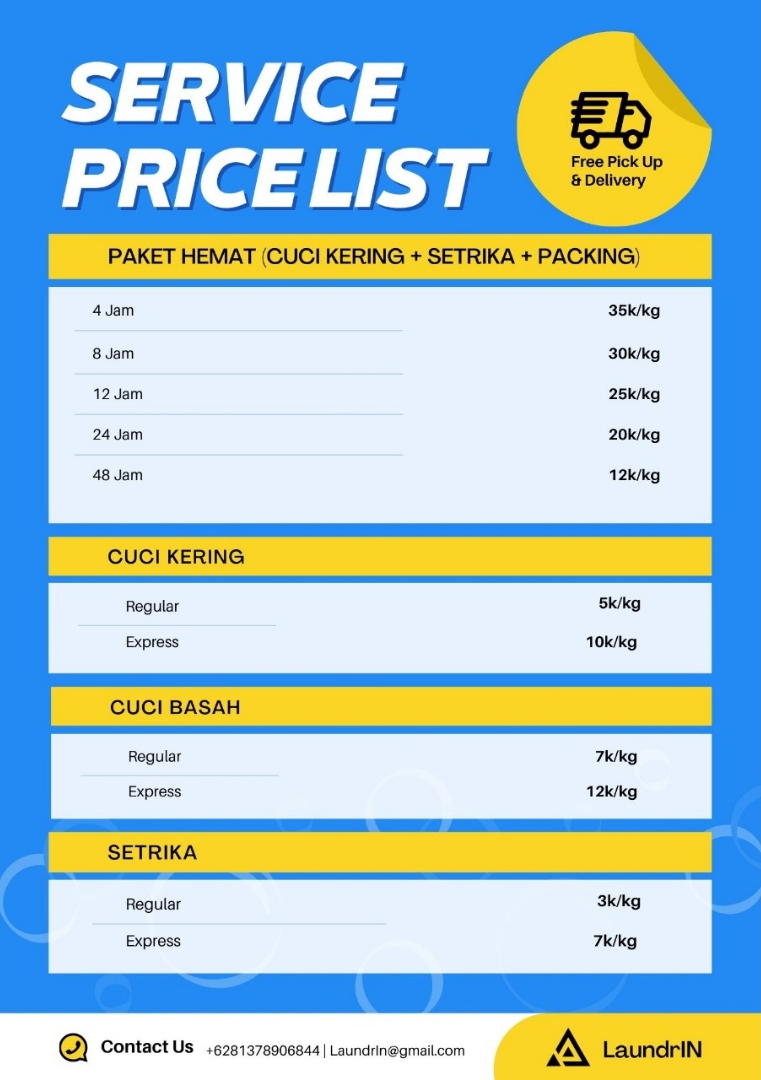 SERVICE
PRICE LIST
Free Pick Up
& Delivery
PAKET HEMAT (CUCI KERING + SETRIKA + PACKING)
4 Jam 35k/kg
8 Jam 30k/kg
12 Jam 25k/kg
24 Jam 20k/kg
48 Jam 12k/kg
CUCI KERING
Regular 5k/kg
Express 10k/kg
CUCI BASAH
Regular 7k/kg
Express 12k/kg
SETRIKA
Regular 3k/kg
Express 7k/kg
Contact Us +6281378906844 | LaundrIn@gmail.com
LaundrIN